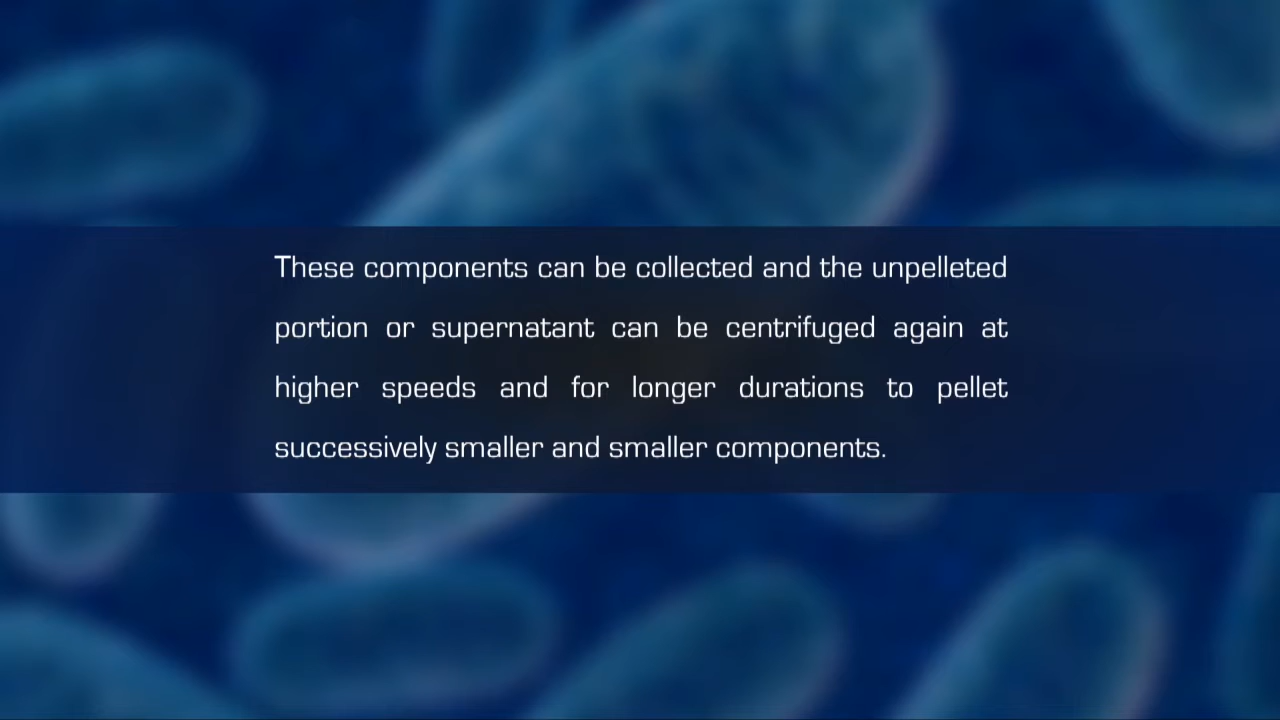 These components can be collected and the unpelleted
portion or supernatant can be centrifuged again at
higher speeds and for longer durations to pellet
successively smaller and smaller components.